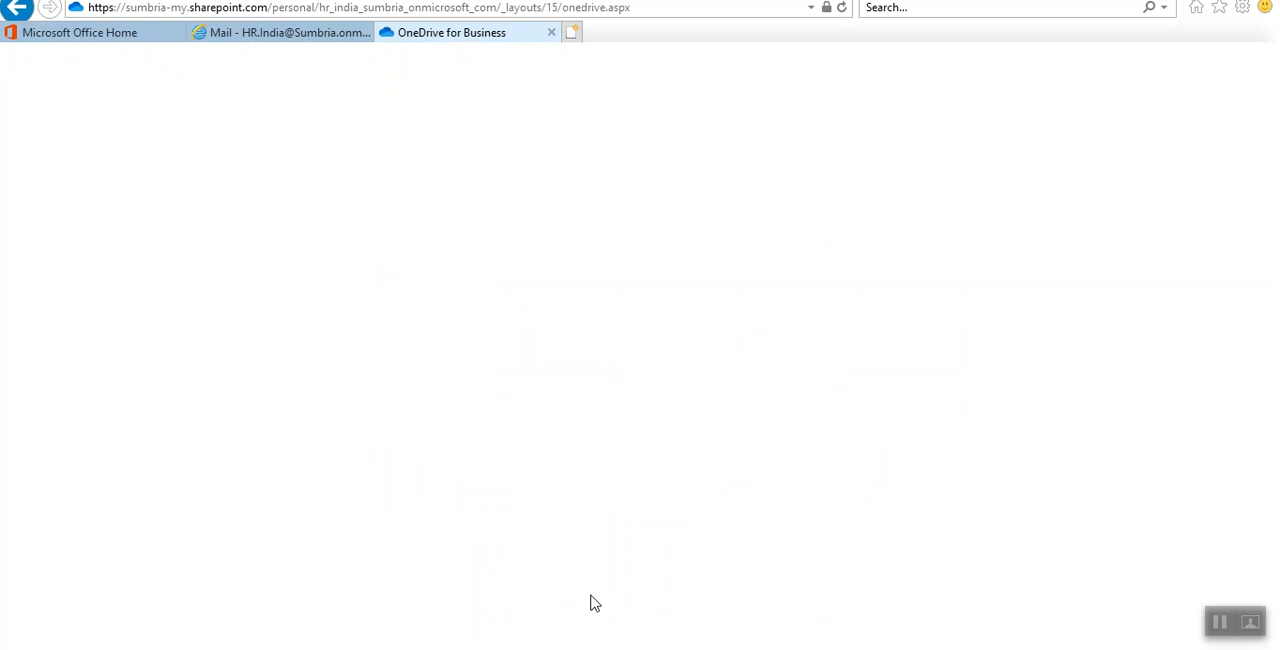 https://sumbria-my.sharepoint.com/personal/hr_india_sumbria_onmicrosoft_com/_layouts/15/onedrive.aspx
Search...
Microsoft Office Home
Mail - HR.India@Sumbria.onm...
OneDrive for Business